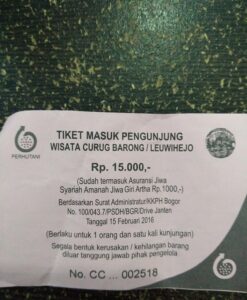 PERHUTANI
TIKET MASUK PENGUNJUNG
WISATA CURUG BARONG / LEUWIHEJO
Rp. 15.000,-
(Sudah termasuk Asuransi Jiwa
Syariah Amanah Jiwa Giri Artha Rp.1000,-)
Berdasarkan Surat Administratur/KKPH Bogor
No. 100/043.7/PSDH/BGR/Drive Janten
Tanggal 15 Februari 2016
(Berlaku untuk 1 orang dan satu kali kunjungan)
Segala bentuk kerusakan / kehilangan barang
diluar tanggung jawab pihak pengelola.
No. CC ... 002518